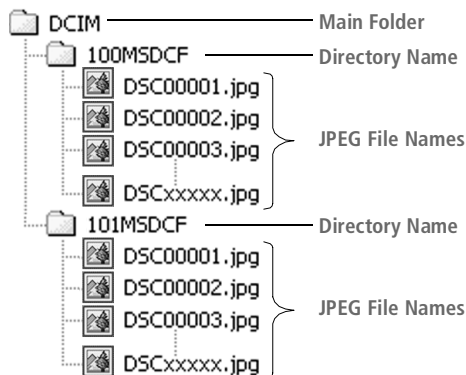 DCIM Main Folder
100MSDCF Directory Name
DSC00001.jpg
DSC00002.jpg
JPEG File Names
DSC00003.jpg
DSCxxxxx.jpg
101MSDCF Directory Name
DSC00001.jpg
DSC00002.jpg
JPEG File Names
DSC00003.jpg
DSCxxxxx.jpg